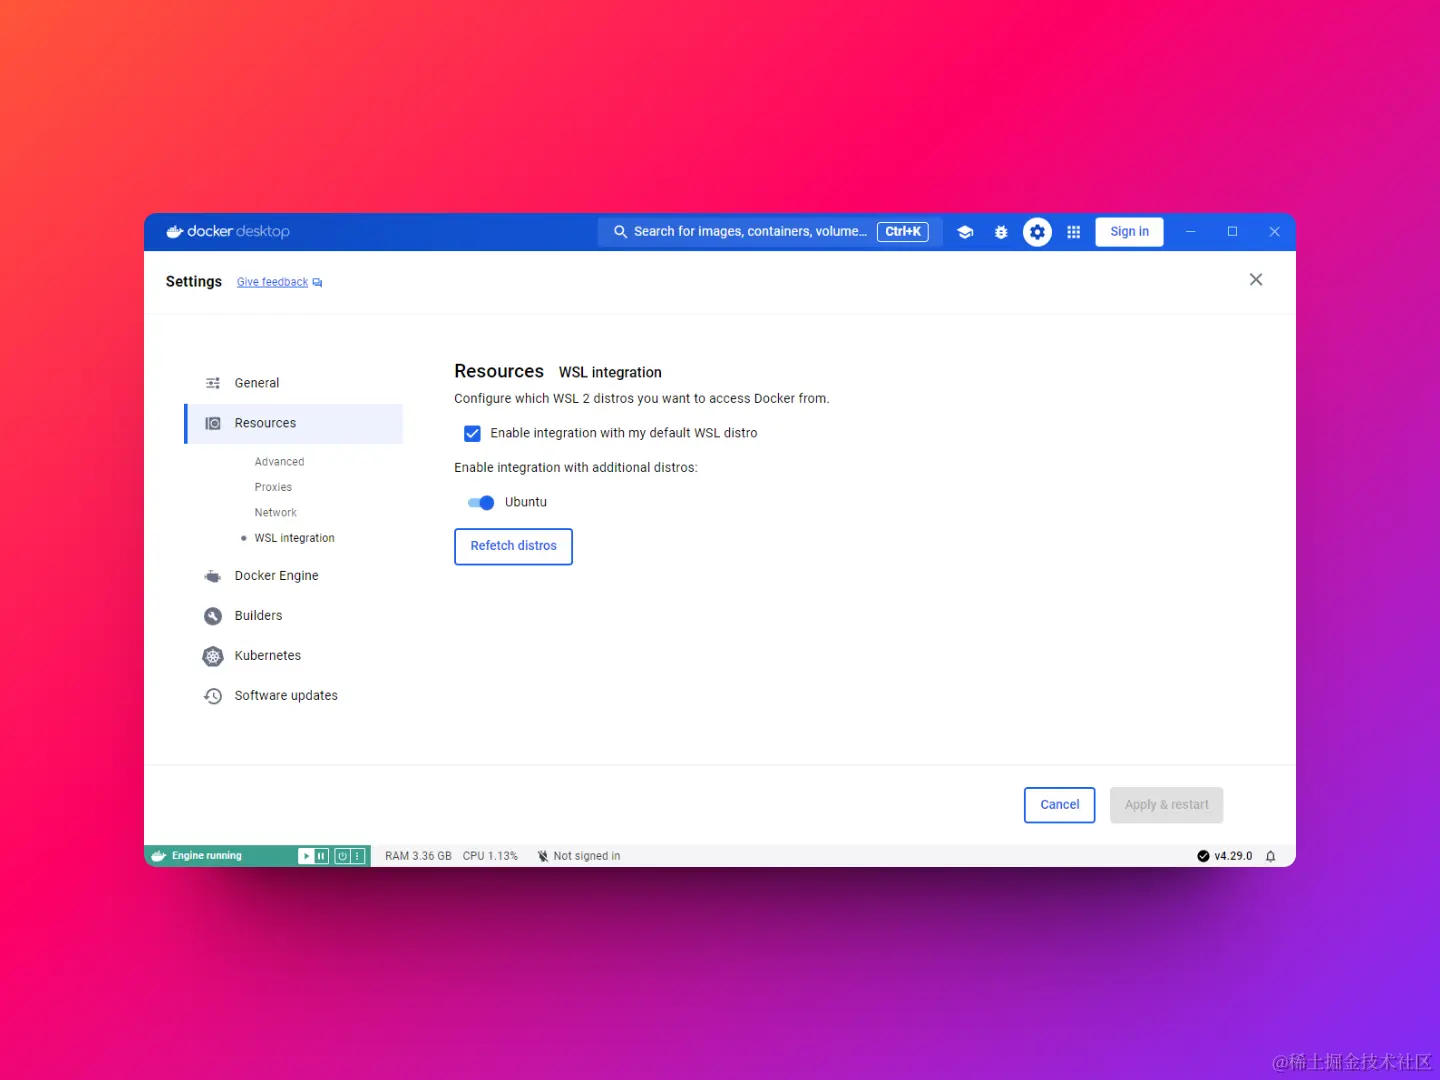 docker desktop
Search for images, containers, volume... Ctrl+K
Sign in
Settings Give feedback
General
Resources
Advanced
Proxies
Network
WSL integration
Docker Engine
Builders
Kubernetes
Software updates
Resources WSL integration
Configure which WSL 2 distros you want to access Docker from.
Enable integration with my default WSL distro
Enable integration with additional distros:
Ubuntu
Refetch distros
Cancel Apply & restart
Engine running RAM 3.36 GB CPU 1.13% Not signed in v4.29.0
@稀土掘金技术社区